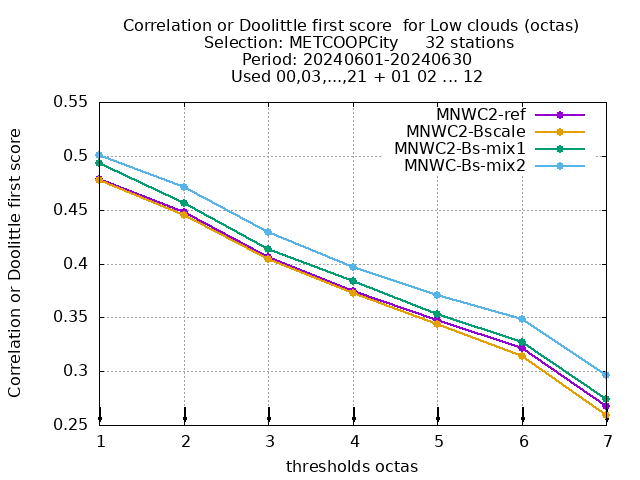 Correlation or Doolittle first score  for Low clouds (octas)
Selection: METCOOPCity     32 stations
Period: 20240601-20240630
Used 00,03,...,21 + 01 02 ... 12
MNWC2-ref
MNWC2-Bscale
MNWC2-Bs-mix1
MNWC-Bs-mix2
Correlation or Doolittle first score
0.55
0.5
0.45
0.4
0.35
0.3
0.25
1 2 3 4 5 6 7
thresholds octas